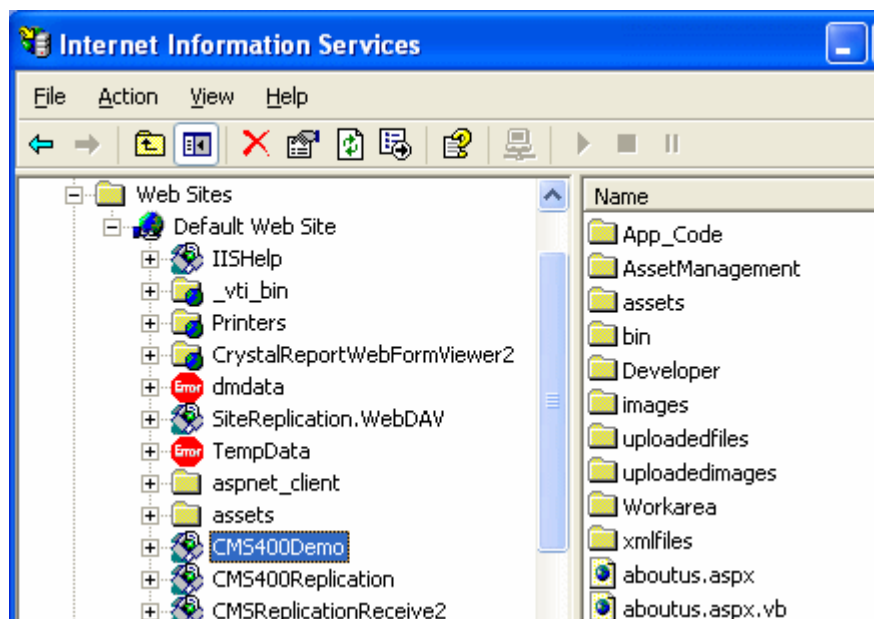 Internet Information Services
File Action View Help
Web Sites
Default Web Site
IISHelp
_vti_bin
Printers
CrystalReportWebFormViewer2
Error dmdata
SiteReplication.WebDAV
Error TempData
aspnet_client
assets
CMS400Demo
CMS400Replication
CMSReplicationReceive2
Name
App_Code
AssetManagement
assets
bin
Developer
images
uploadedfiles
uploadedimages
Workarea
xmlfiles
aboutus.aspx
aboutus.aspx.vb